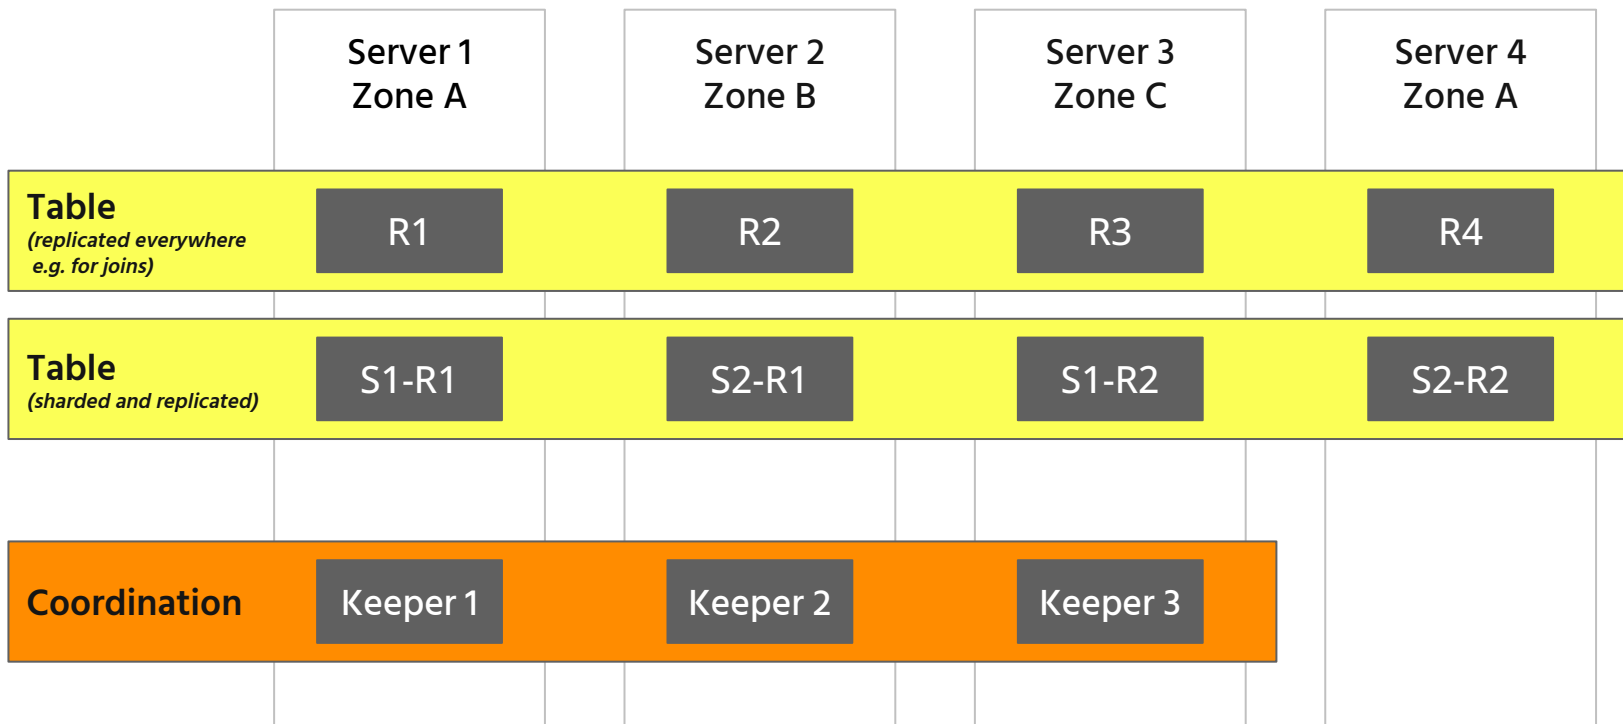 Server 1
Zone A
Server 2
Zone B
Server 3
Zone C
Server 4
Zone A
Table
(replicated everywhere
e.g. for joins)
R1
R2
R3
R4
Table
(sharded and replicated)
S1-R1
S2-R1
S1-R2
S2-R2
Coordination
Keeper 1
Keeper 2
Keeper 3